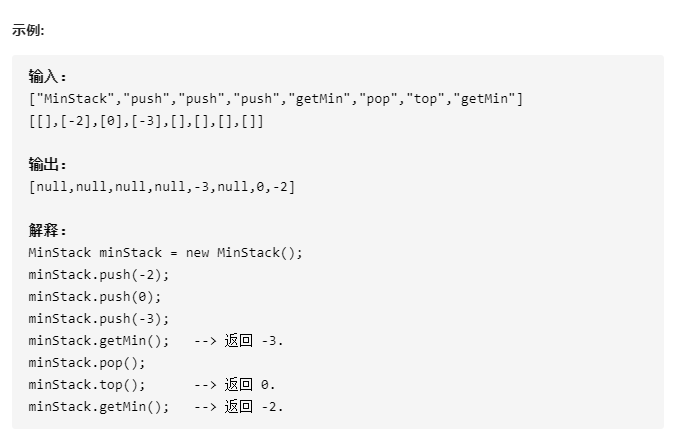 示例:
输入：
["MinStack","push","push","push","getMin","pop","top","getMin"]
[[],[-2],[0],[-3],[],[],[],[]]
输出：
[null,null,null,null,-3,null,0,-2]
解释：
MinStack minStack = new MinStack();
minStack.push(-2);
minStack.push(0);
minStack.push(-3);
minStack.getMin();   --> 返回 -3.
minStack.pop();
minStack.top();      --> 返回 0.
minStack.getMin();   --> 返回 -2.